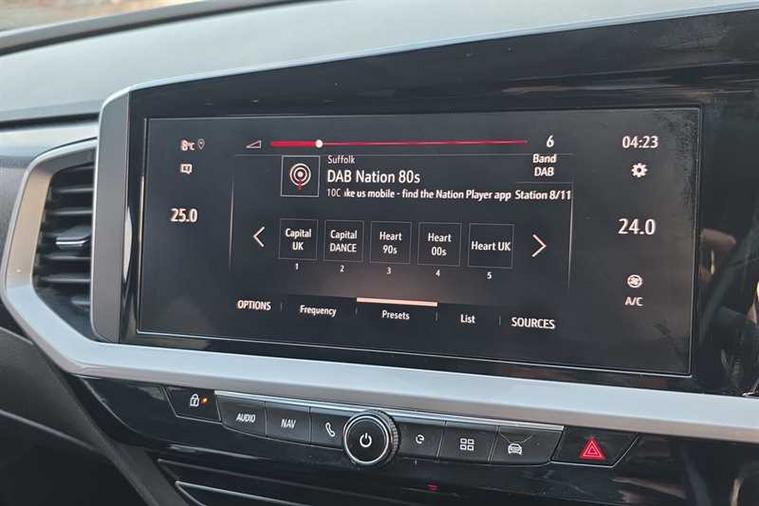 8°C
6
04:23
Suffolk
Band
DAB
DAB Nation 80s
ike us mobile - find the Nation Player app
Station 8/11
25.0
24.0
Capital
UK
Capital
DANCE
Heart
90s
Heart
00s
Heart UK
1
2
3
4
5
OPTIONS
Frequency
Presets
List
SOURCES
A/C
AUDIO
NAV